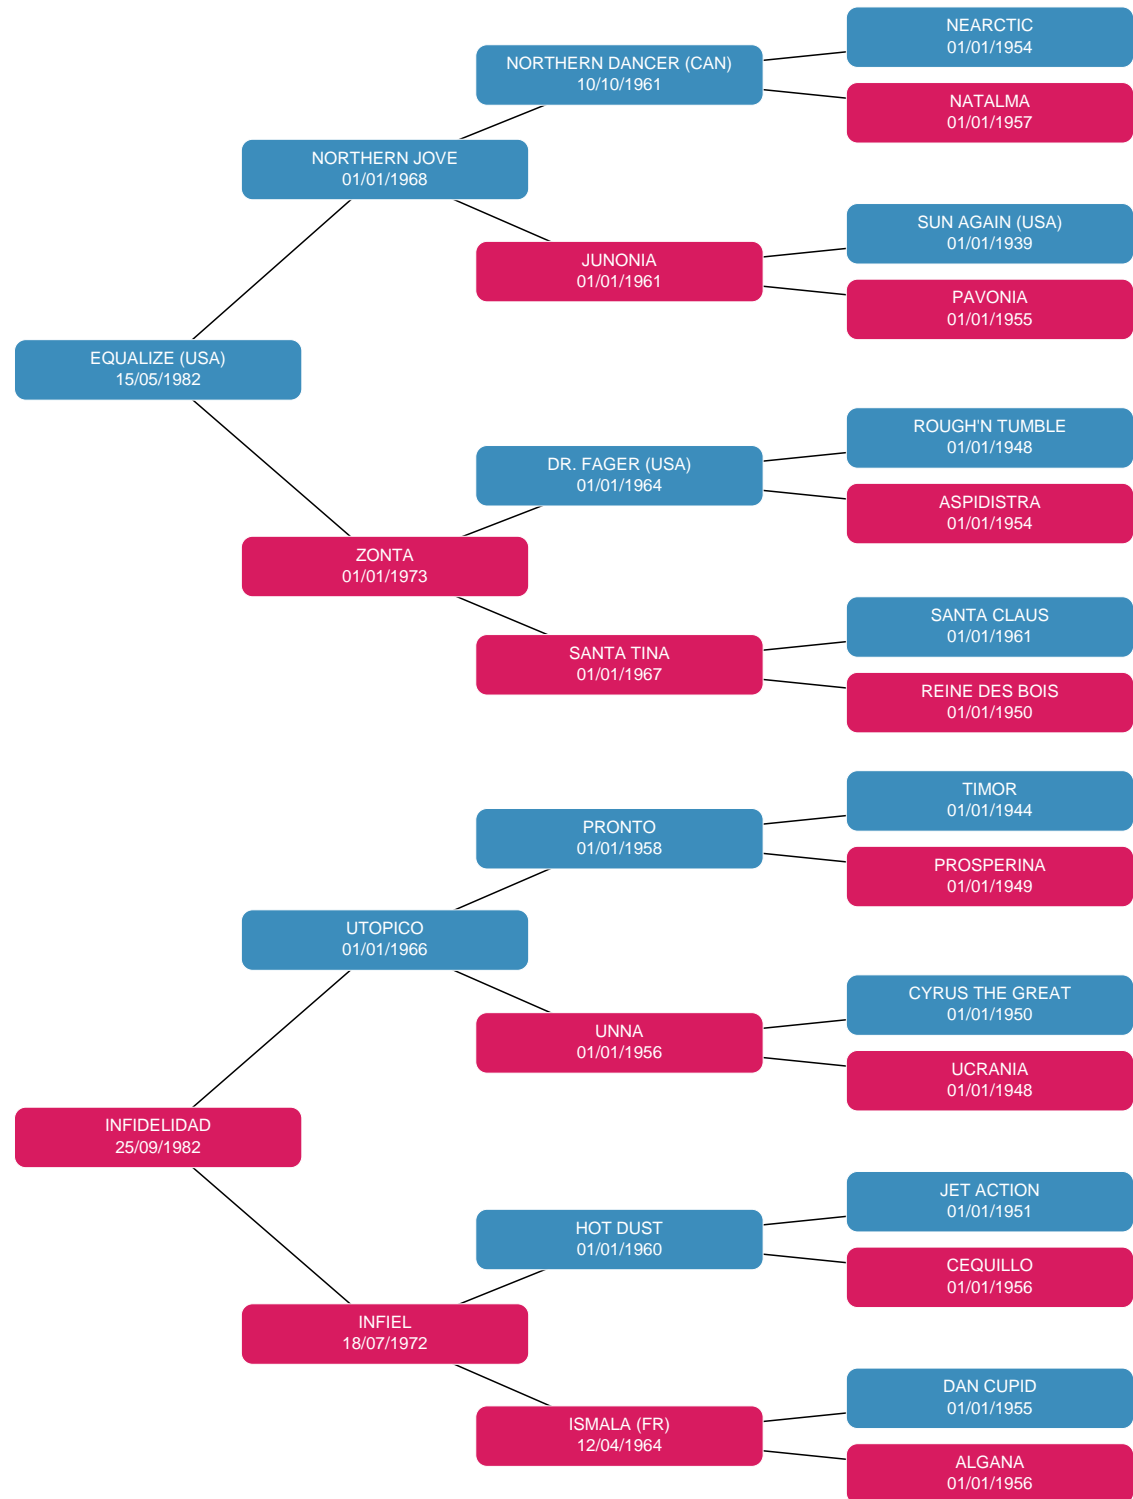 NEARCTIC
01/01/1954
NORTHERN DANCER (CAN)
10/10/1961
NATALMA
01/01/1957
NORTHERN JOVE
01/01/1968
SUN AGAIN (USA)
01/01/1939
JUNONIA
01/01/1961
PAVONIA
01/01/1955
EQUALIZE (USA)
15/05/1982
ROUGH'N TUMBLE
01/01/1948
DR. FAGER (USA)
01/01/1964
ASPIDISTRA
01/01/1954
ZONTA
01/01/1973
SANTA CLAUS
01/01/1961
SANTA TINA
01/01/1967
REINE DES BOIS
01/01/1950
TIMOR
01/01/1944
PRONTO
01/01/1958
PROSPERINA
01/01/1949
UTOPICO
01/01/1966
CYRUS THE GREAT
01/01/1950
UNNA
01/01/1956
UCRANIA
01/01/1948
INFIDELIDAD
25/09/1982
JET ACTION
01/01/1951
HOT DUST
01/01/1960
CEQUILLO
01/01/1956
INFIEL
18/07/1972
DAN CUPID
01/01/1955
ISMALA (FR)
12/04/1964
ALGANA
01/01/1956